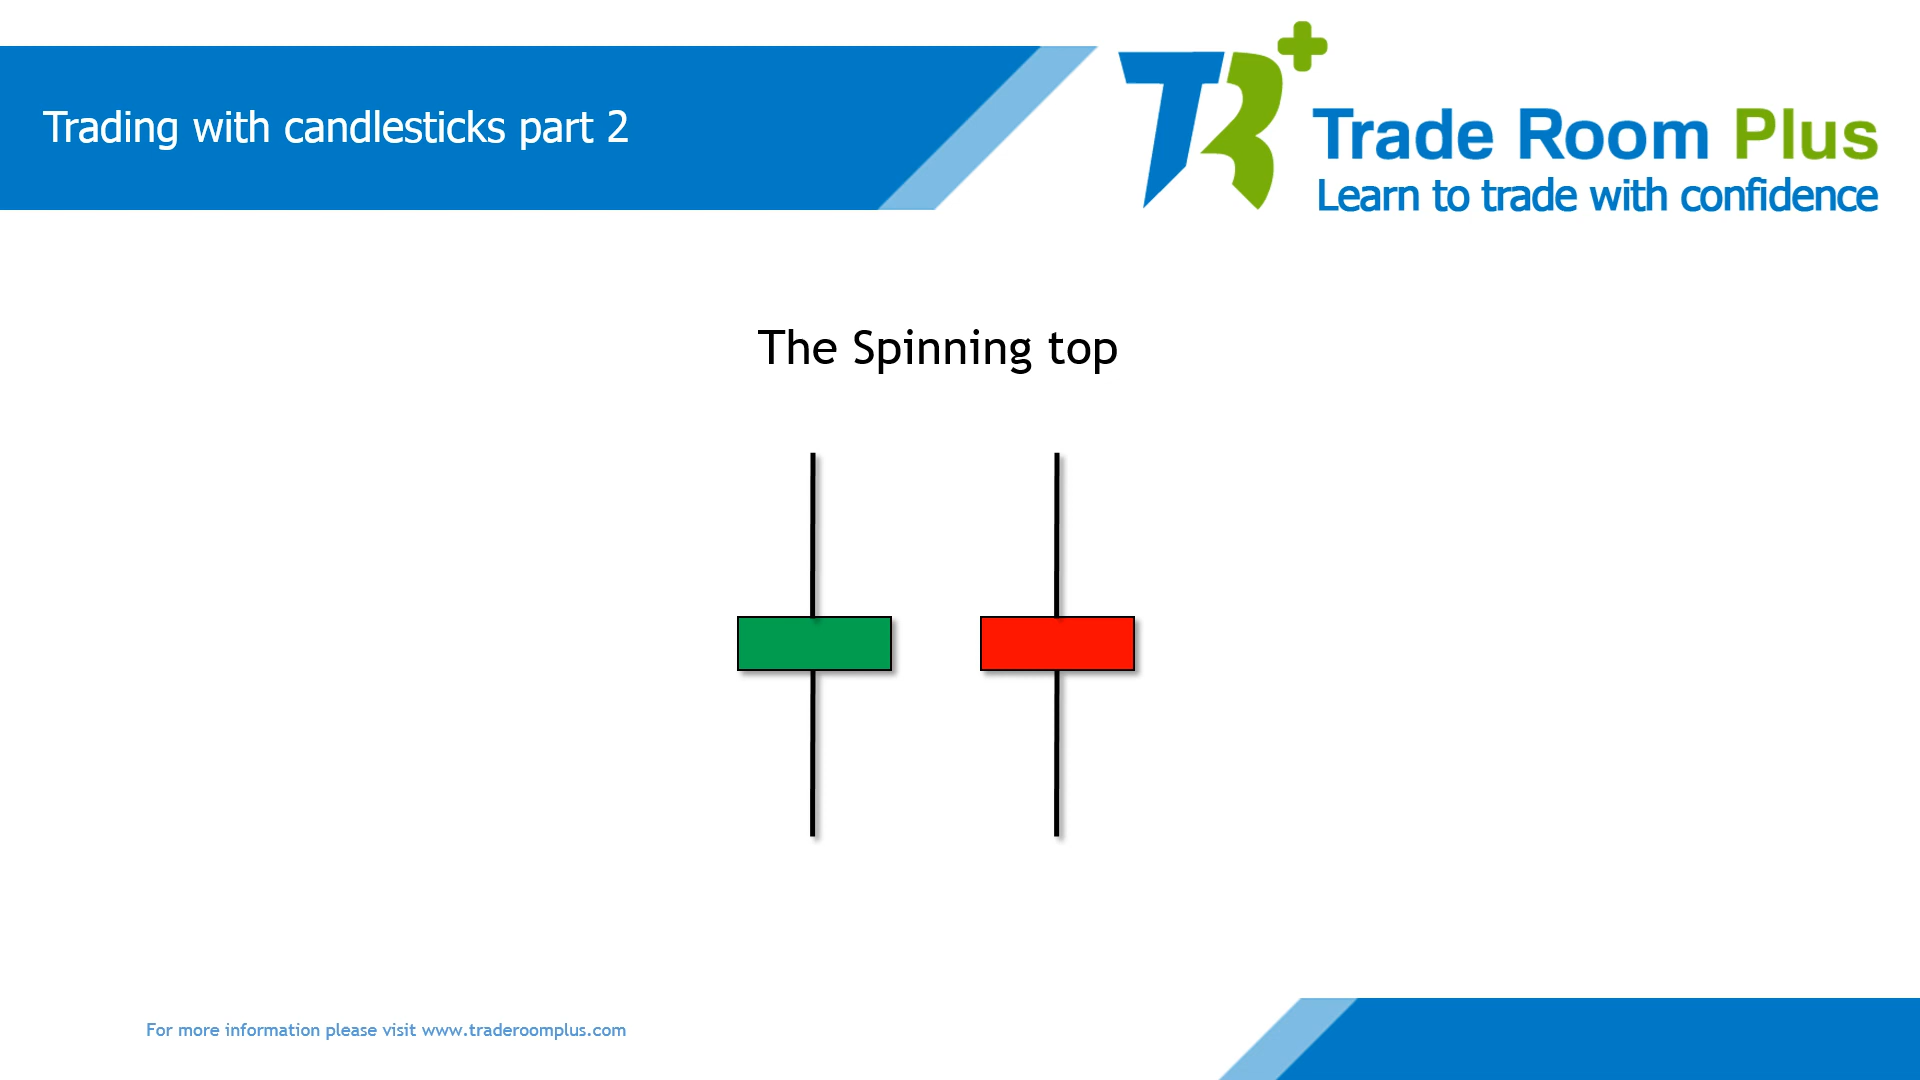 Trading with candlesticks part 2
TR+
Trade Room Plus
Learn to trade with confidence
The Spinning top
For more information please visit www.traderoomplus.com